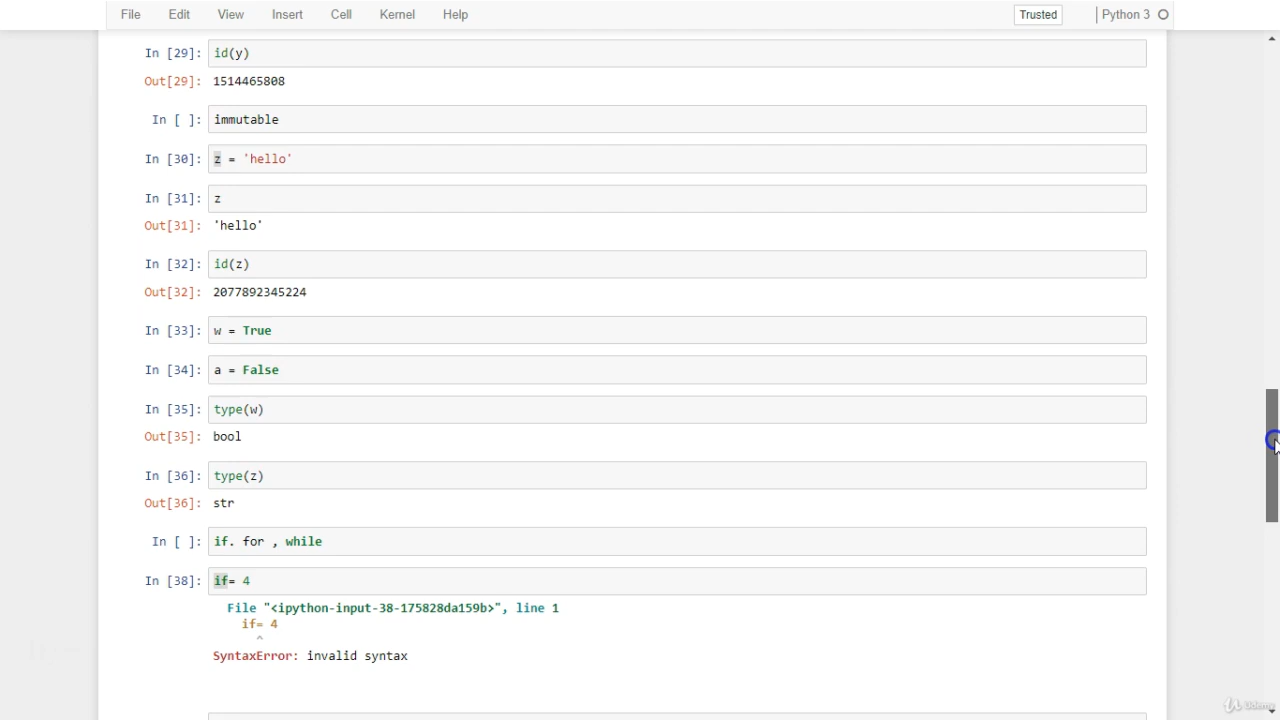 File Edit View Insert Cell Kernel Help Trusted Python 3
In [29]: id(y)
Out[29]: 1514465808
In [ ]: immutable
In [30]: z = 'hello'
In [31]: z
Out[31]: 'hello'
In [32]: id(z)
Out[32]: 2077892345224
In [33]: w = True
In [34]: a = False
In [35]: type(w)
Out[35]: bool
In [36]: type(z)
Out[36]: str
In [ ]: if. for , while
In [38]: if= 4
File "<ipython-input-38-175828da159b>", line 1
if= 4
^
SyntaxError: invalid syntax
Udemy